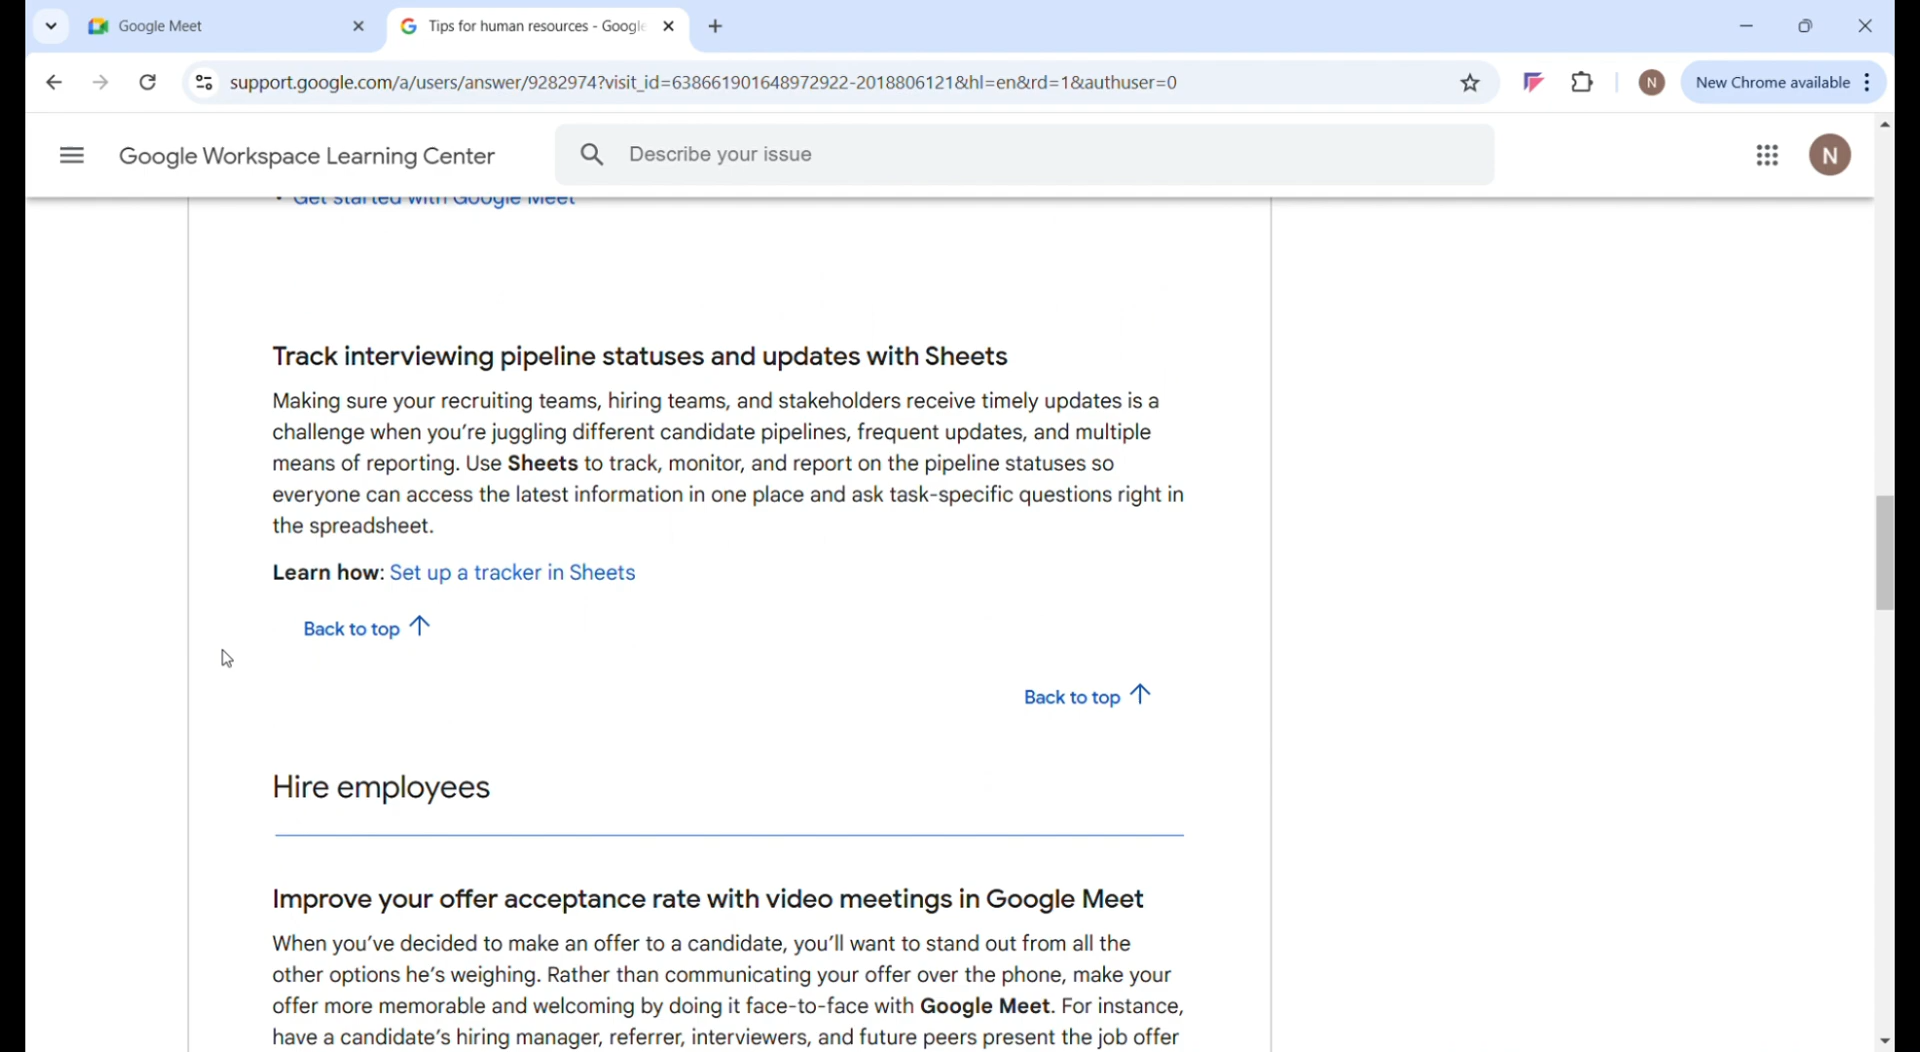 Google Meet
Tips for human resources - Google
support.google.com/a/users/answer/9282974?visit_id=638661901648972922-2018806121&hl=en&rd=1&authuser=0
N
New Chrome available
Google Workspace Learning Center
Describe your issue
N
Get started with Google Meet
Track interviewing pipeline statuses and updates with Sheets
Making sure your recruiting teams, hiring teams, and stakeholders receive timely updates is a
challenge when you're juggling different candidate pipelines, frequent updates, and multiple
means of reporting. Use Sheets to track, monitor, and report on the pipeline statuses so
everyone can access the latest information in one place and ask task-specific questions right in
the spreadsheet.
Learn how: Set up a tracker in Sheets
Back to top
Back to top
Hire employees
Improve your offer acceptance rate with video meetings in Google Meet
When you've decided to make an offer to a candidate, you'll want to stand out from all the
other options he's weighing. Rather than communicating your offer over the phone, make your
offer more memorable and welcoming by doing it face-to-face with Google Meet. For instance,
have a candidate's hiring manager, referrer, interviewers, and future peers present the job offer